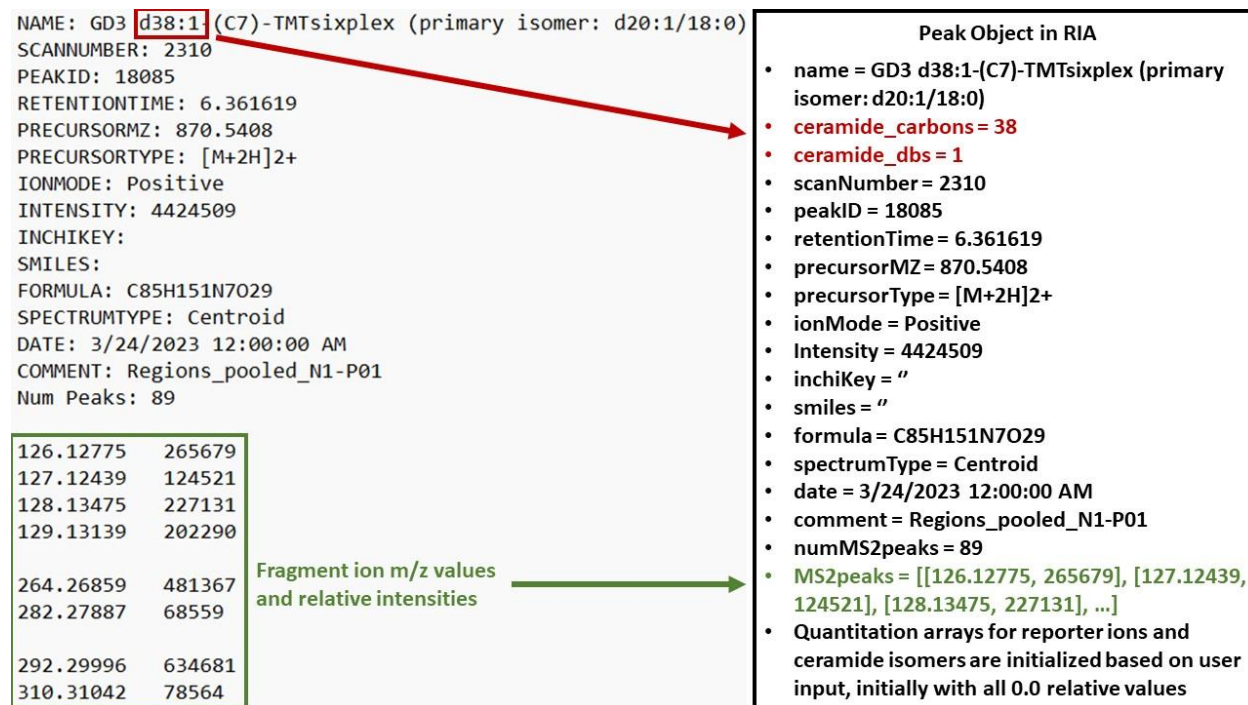 NAME: GD3 d38:1-(C7)-TMTsixplex (primary isomer: d20:1/18:0)
SCANNUMBER: 2310
PEAKID: 18085
RETENTIONTIME: 6.361619
PRECURSORMZ: 870.5408
PRECURSORTYPE: [M+2H]2+
IONMODE: Positive
INTENSITY: 4424509
INCHIKEY:
SMILES:
FORMULA: C85H151N7O29
SPECTRUMTYPE: Centroid
DATE: 3/24/2023 12:00:00 AM
COMMENT: Regions_pooled_N1-P01
Num Peaks: 89
126.12775 265679
127.12439 124521
128.13475 227131
129.13139 202290
264.26859 481367
282.27887 68559
292.29996 634681
310.31042 78564
Fragment ion m/z values
and relative intensities
Peak Object in RIA
• name = GD3 d38:1-(C7)-TMTsixplex (primary
isomer: d20:1/18:0)
• ceramide_carbons = 38
• ceramide_dbs = 1
• scanNumber = 2310
• peakID = 18085
• retentionTime = 6.361619
• precursorMZ = 870.5408
• precursorType = [M+2H]2+
• ionMode = Positive
• Intensity = 4424509
• inchiKey = ‘’
• smiles = ‘’
• formula = C85H151N7O29
• spectrumType = Centroid
• date = 3/24/2023 12:00:00 AM
• comment = Regions_pooled_N1-P01
• numMS2peaks = 89
• MS2peaks = [[126.12775, 265679], [127.12439,
124521], [128.13475, 227131], ...]
• Quantitation arrays for reporter ions and
ceramide isomers are initialized based on user
input, initially with all 0.0 relative values